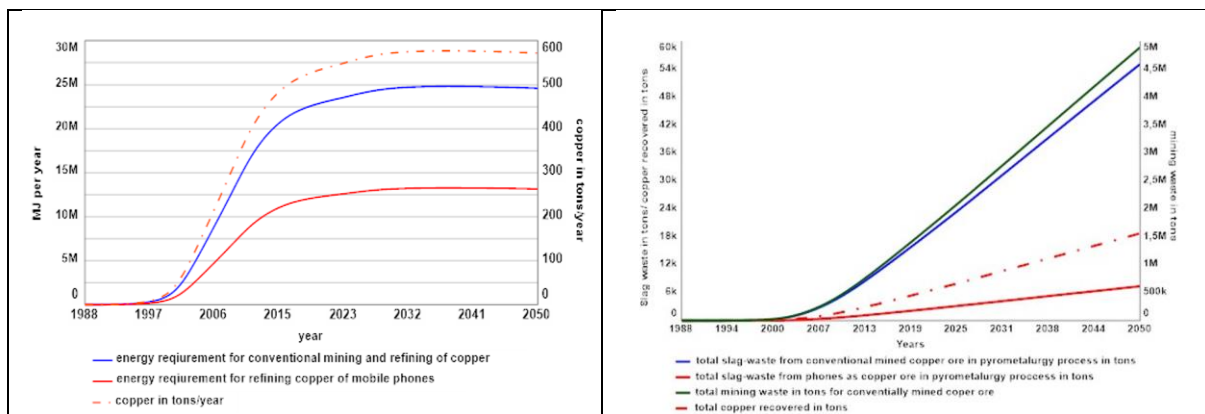 30M
25M
20M
15M
10M
5M
0
MJ per year
600
500
400
300
200
100
0
copper in tons/year
1988 1997 2006 2015 2023 2032 2041 2050
year
energy reqiurement for conventional mining and refining of copper
energy reqiurement for refining copper of mobile phones
copper in tons/year
60k
54k
48k
42k
36k
30k
24k
18k
12k
6k
0
Slag waste in tons/ copper recovered in tons
5M
4,5M
4M
3,5M
3M
2,5M
2M
1,5M
1M
500k
0
mining waste in tons
1988 1994 2000 2007 2013 2019 2025 2031 2038 2044 2050
Years
total slag-waste from conventional mined copper ore in pyrometalurgy process in tons
total slag-waste from phones as copper ore in pyrometalurgy proccess in tons
total mining waste in tons for conventially mined coper ore
total copper recovered in tons